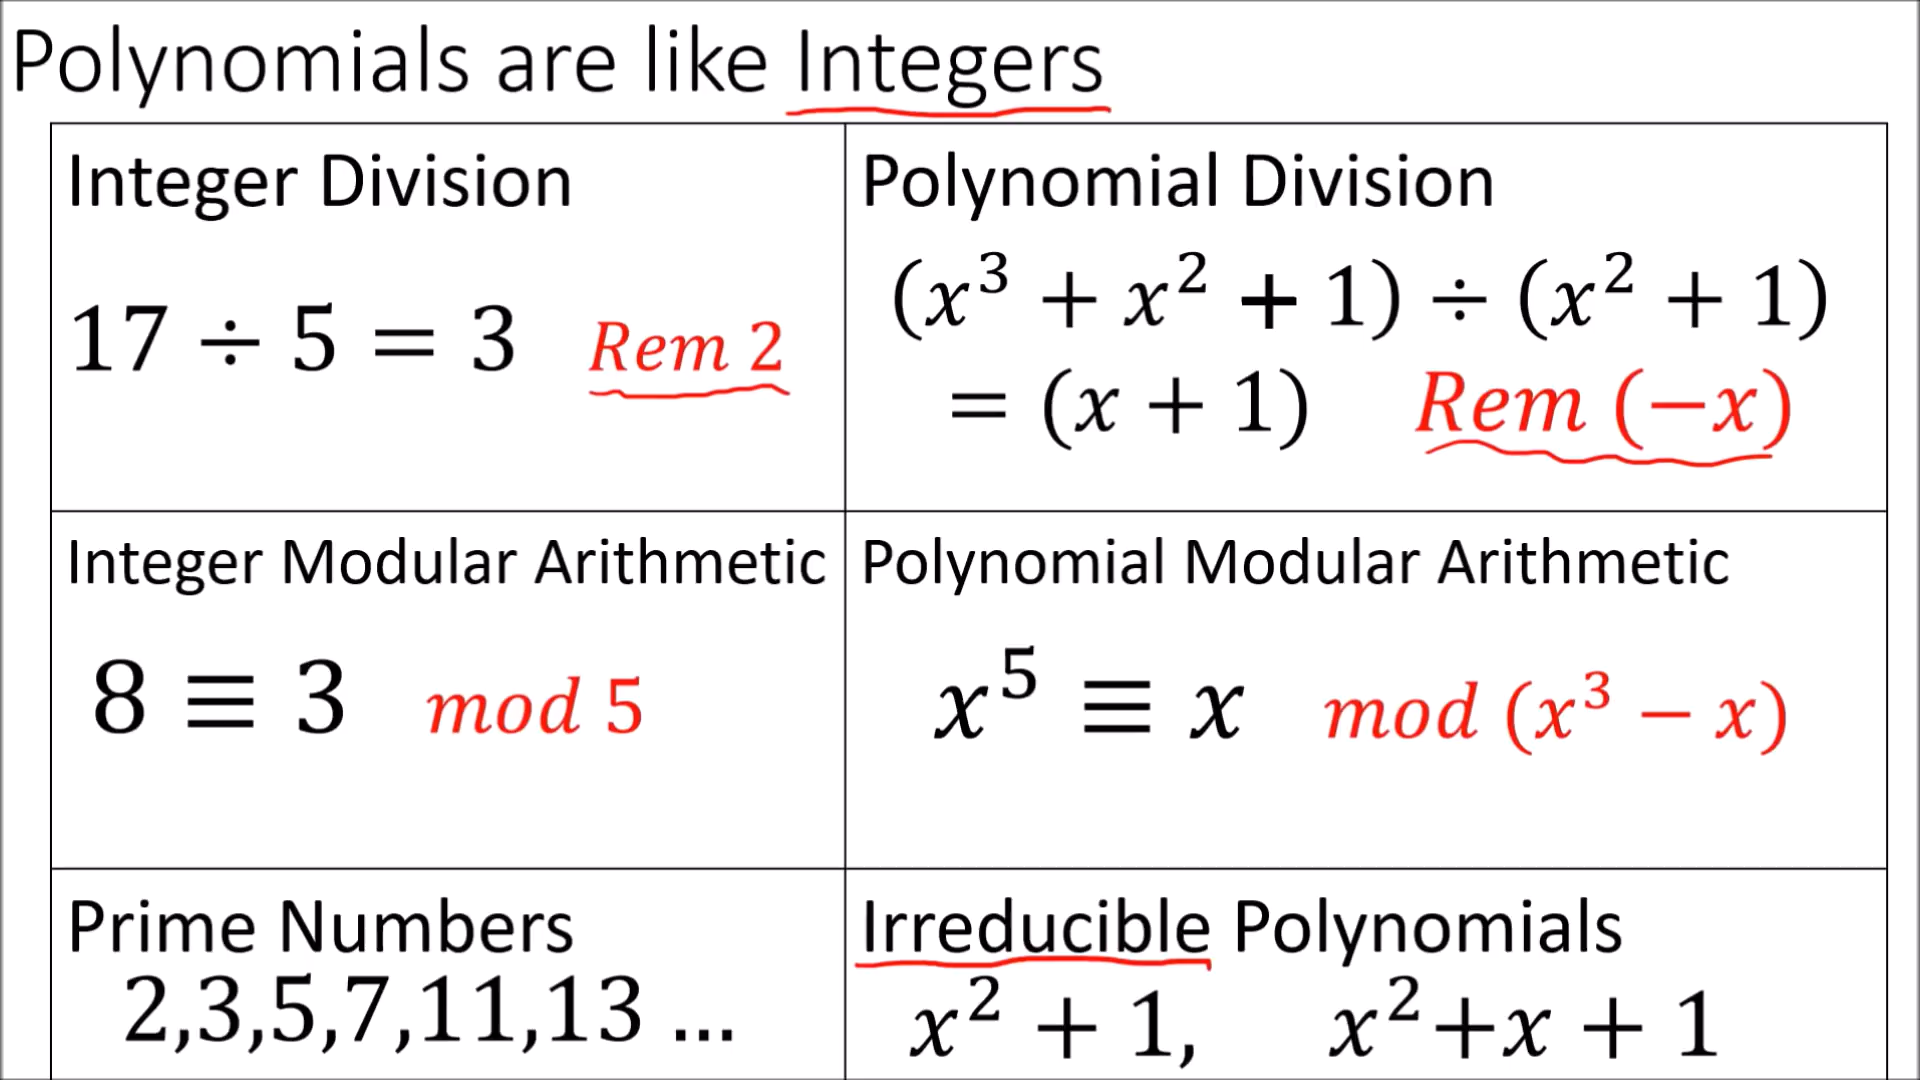 Polynomials are like Integers
Integer Division
17 ÷ 5 = 3 Rem 2
Polynomial Division
(x³ + x² + 1) ÷ (x² + 1)
= (x + 1) Rem (−x)
Integer Modular Arithmetic
8 ≡ 3 mod 5
Polynomial Modular Arithmetic
x⁵ ≡ x mod (x³ − x)
Prime Numbers
2,3,5,7,11,13 ...
Irreducible Polynomials
x² + 1, x²+x + 1